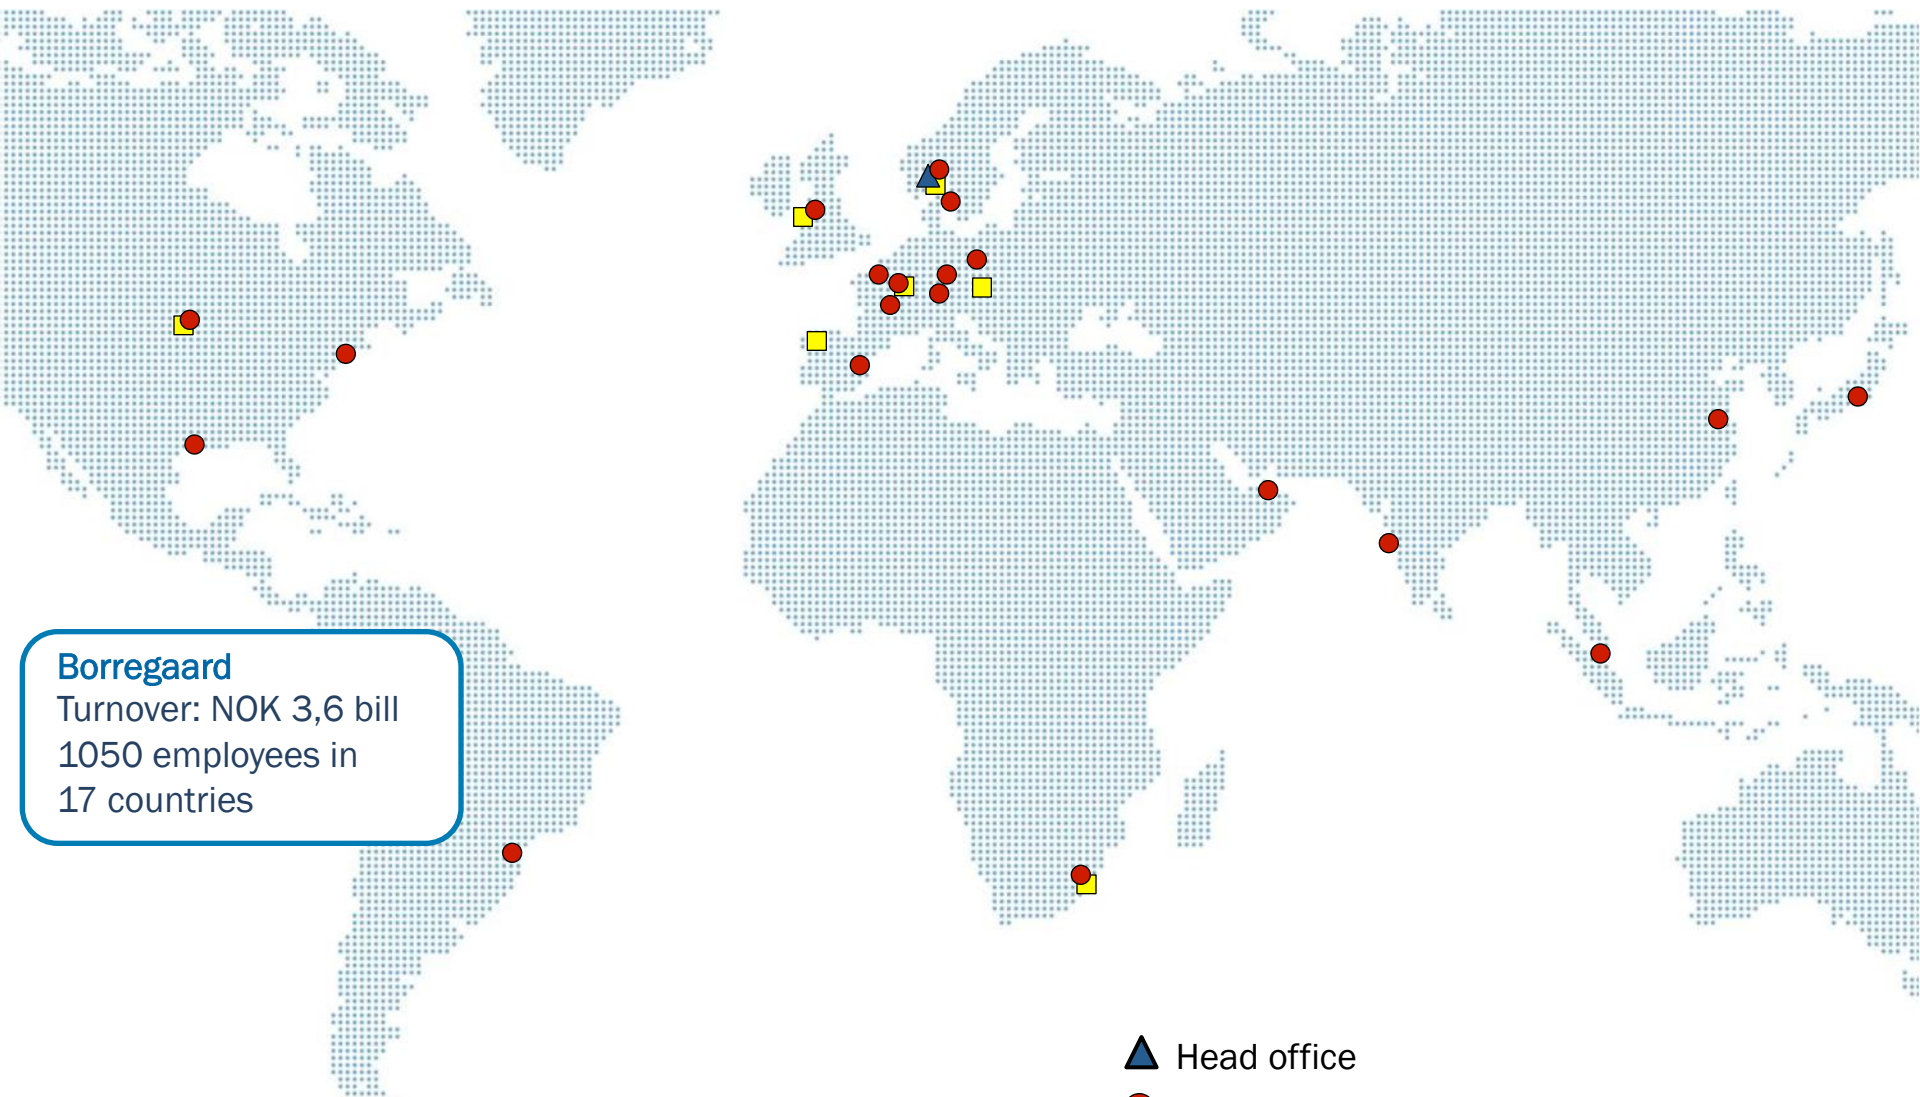 Borregaard
Turnover: NOK 3,6 bill
1050 employees in
17 countries
Head office